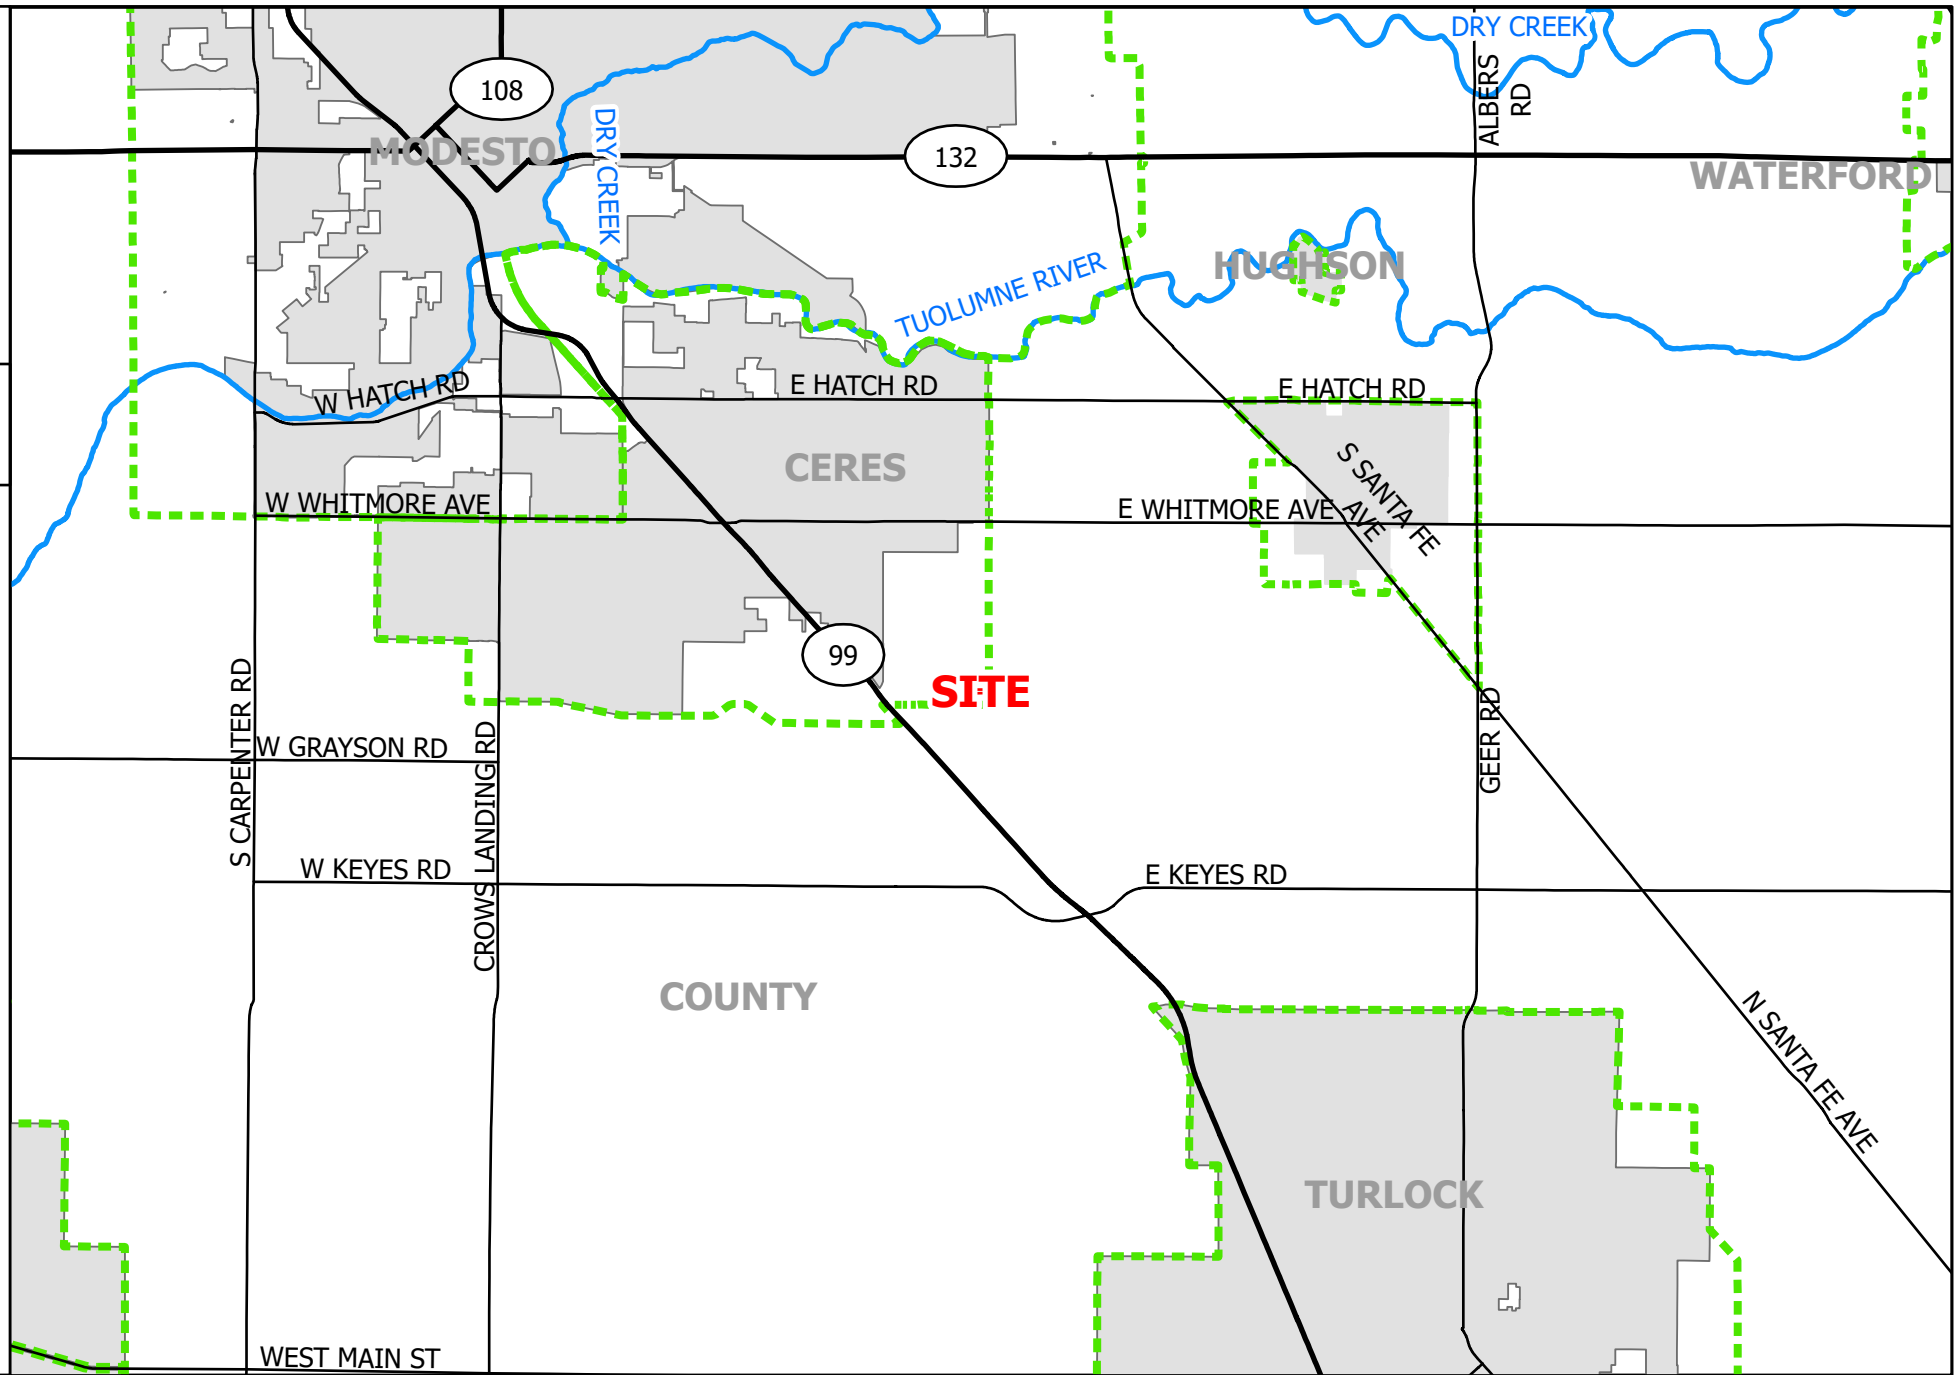 DRY CREEK
ALBERS
RD
108
DRY CREEK
MODESTO
132
WATERFORD
TUOLUMNE RIVER
HUGHSON
W HATCH RD
E HATCH RD
E HATCH RD
CERES
S SANTA FE
AVE
W WHITMORE AVE
E WHITMORE AVE
99
SITE
S CARPENTER RD
CROWS LANDING RD
GEER RD
W GRAYSON RD
W KEYES RD
E KEYES RD
COUNTY
N SANTA FE AVE
TURLOCK
WEST MAIN ST